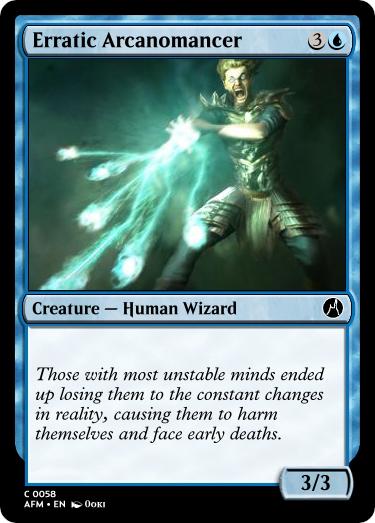 Erratic Arcanomancer 3
Creature — Human Wizard
Those with most unstable minds ended
up losing them to the constant changes
in reality, causing them to harm
themselves and face early deaths.
3/3
C 0058
AFM • EN Ooki